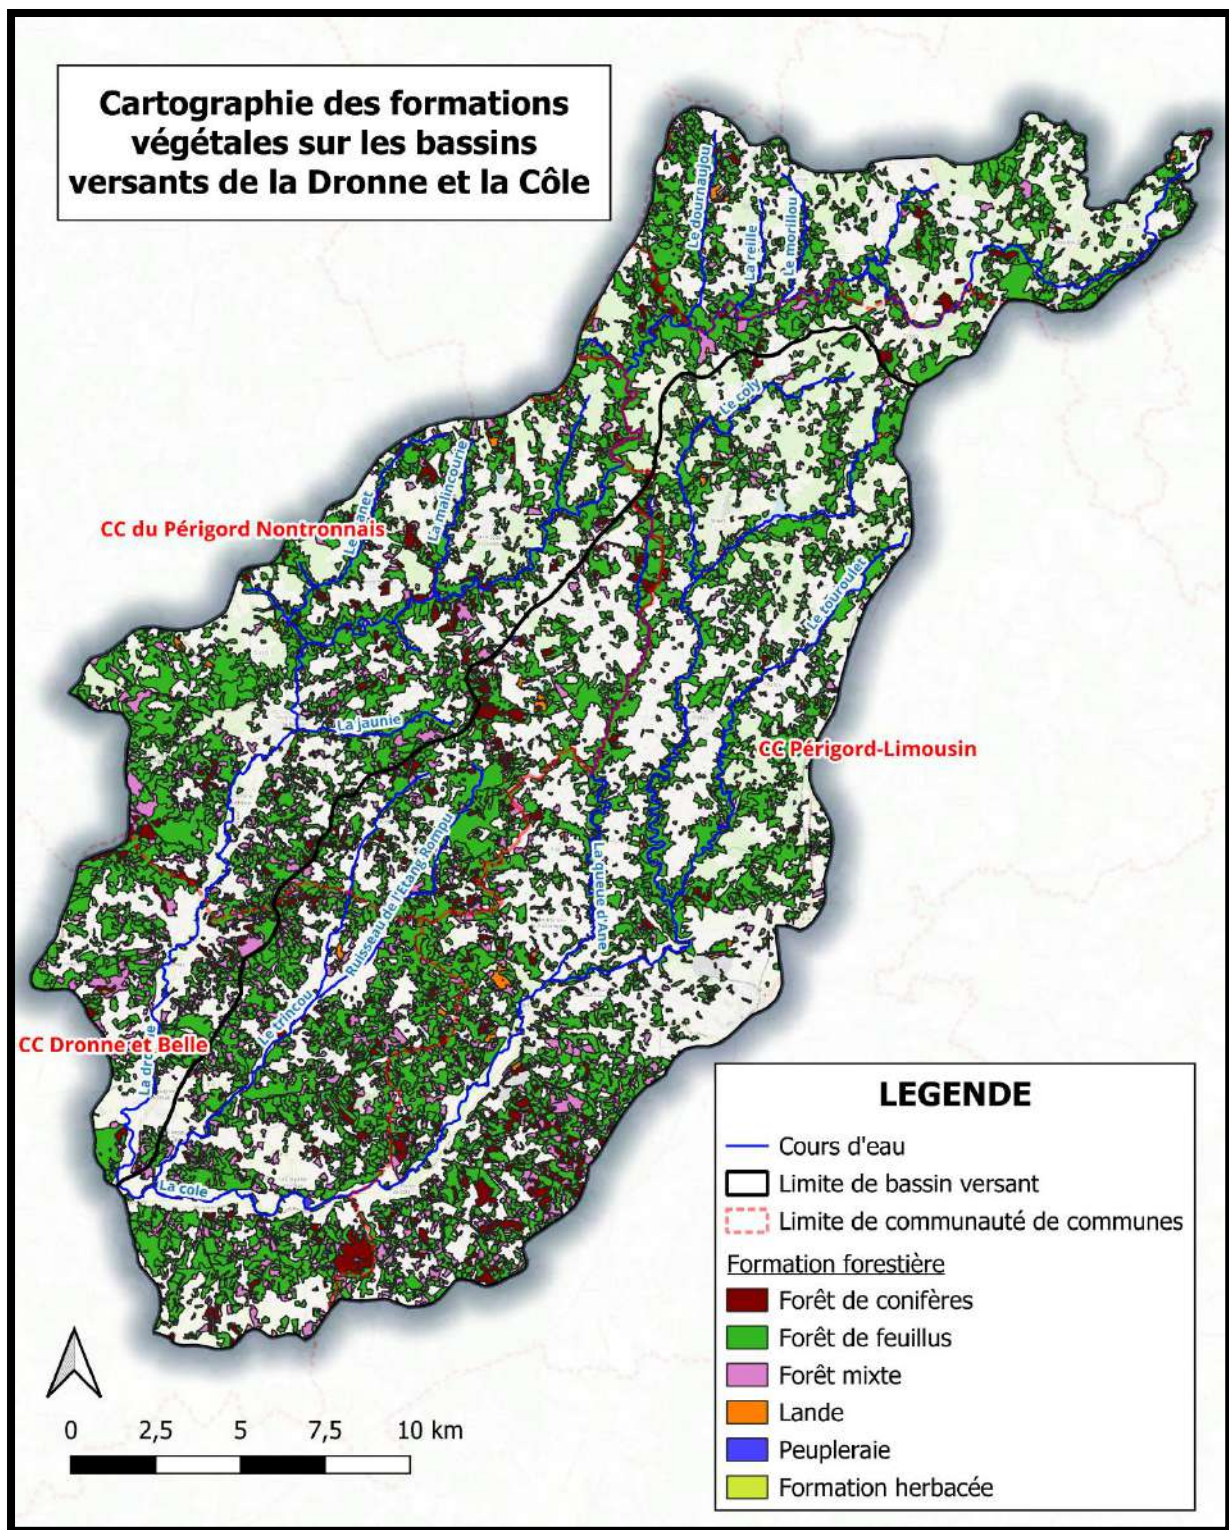 Cartographie des formations
végétales sur les bassins
versants de la Dronne et la Côle
Le dournaujou
La reille
Le morillou
Le coly
La malincourie
CC du Périgord Nontronnais
Le touroulet
La jaunie
CC Périgord-Limousin
Ruisseau de l'Etang Rompu
La queue d'Ane
Le trincou
CC Dronne et Belle
La cole
LEGENDE
Cours d'eau
Limite de bassin versant
Limite de communauté de communes
Formation forestière
Forêt de conifères
Forêt de feuillus
Forêt mixte
Lande
Peupleraie
Formation herbacée
0 2,5 5 7,5 10 km